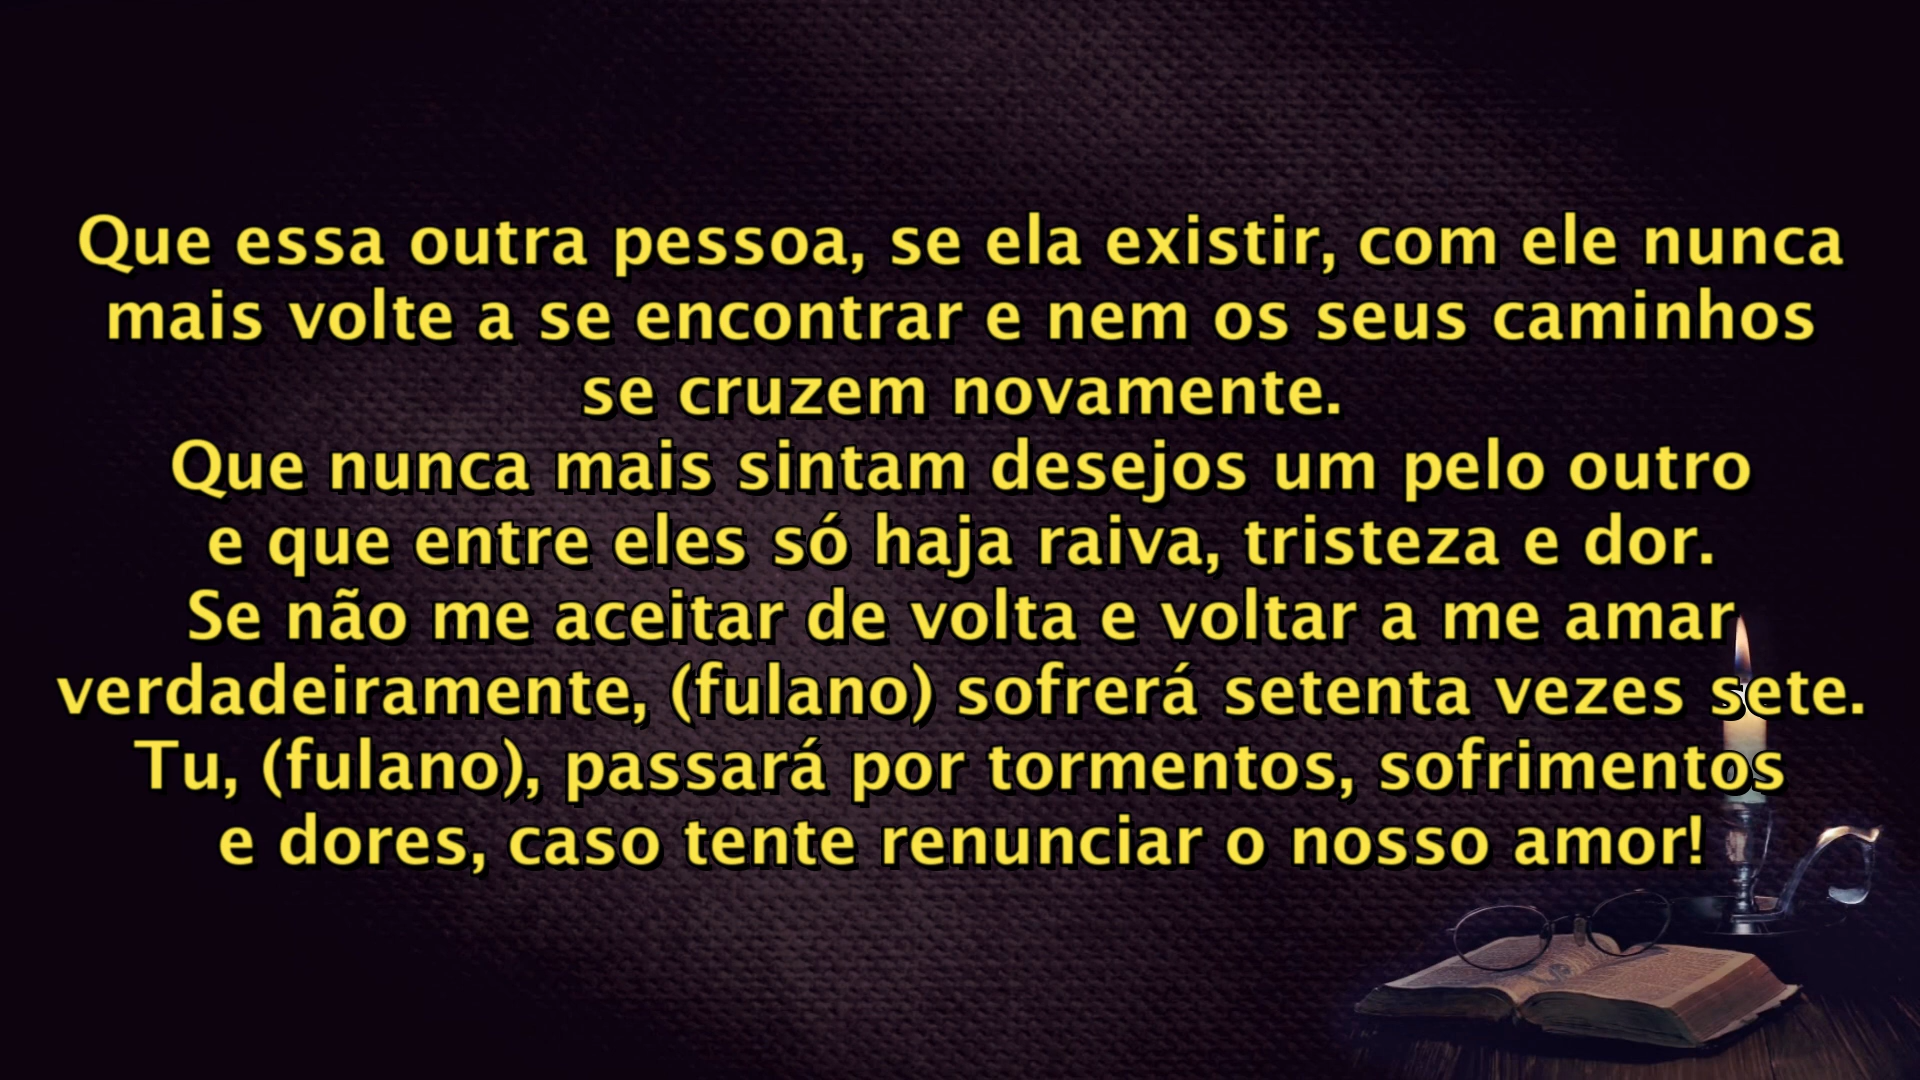 Que essa outra pessoa, se ela existir, com ele nunca
mais volte a se encontrar e nem os seus caminhos
se cruzem novamente.
Que nunca mais sintam desejos um pelo outro
e que entre eles só haja raiva, tristeza e dor.
Se não me aceitar de volta e voltar a me amar
verdadeiramente, (fulano) sofrerá setenta vezes sete.
Tu, (fulano), passará por tormentos, sofrimentos
e dores, caso tente renunciar o nosso amor!